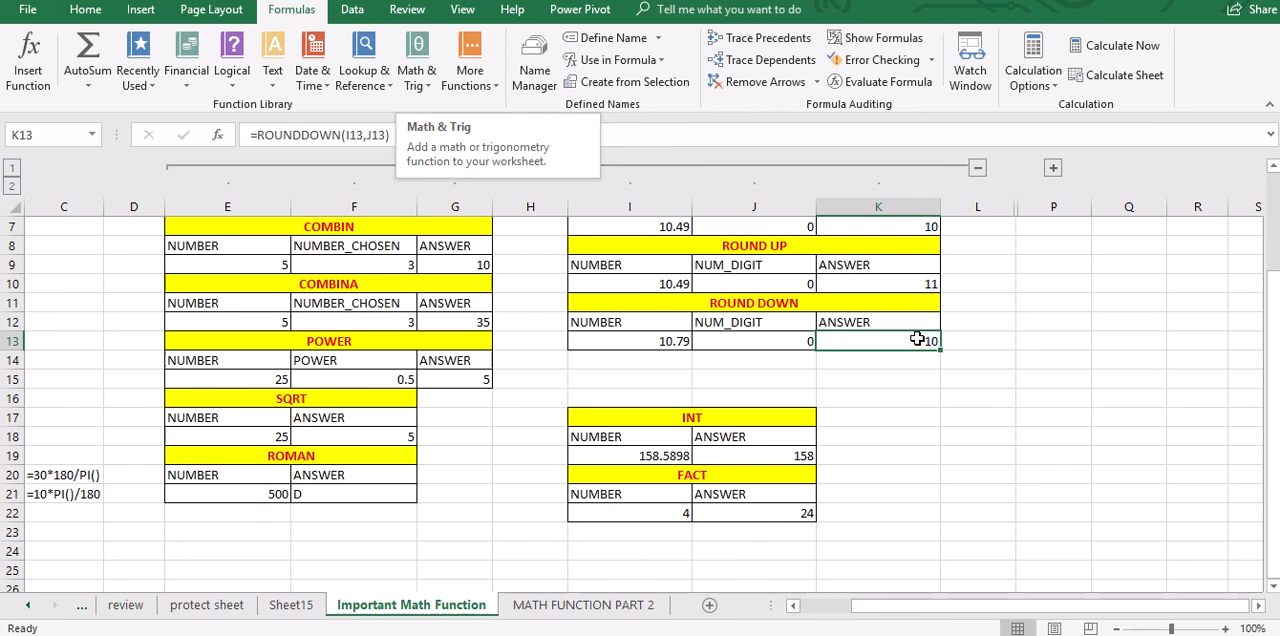 File Home Insert Page Layout Formulas Data Review View Help Power Pivot Tell me what you want to do Share
fx Insert Function
AutoSum
Recently Used
Financial
Logical
Text
Date & Time
Lookup & Reference
Math & Trig
More Functions
Function Library
Name Manager
Define Name
Use in Formula
Create from Selection
Defined Names
Trace Precedents
Trace Dependents
Remove Arrows
Show Formulas
Error Checking
Evaluate Formula
Formula Auditing
Watch Window
Calculation Options
Calculate Now
Calculate Sheet
Calculation
K13 fx =ROUNDDOWN(I13,J13)
Math & Trig
Add a math or trigonometry
function to your worksheet.
1
2
C D E F G H I J K L P Q R S
7 COMBIN 10.49 0 10
8 NUMBER NUMBER_CHOSEN ANSWER ROUND UP
9 5 3 10 NUMBER NUM_DIGIT ANSWER
10 COMBINA 10.49 0 11
11 NUMBER NUMBER_CHOSEN ANSWER ROUND DOWN
12 5 3 35 NUMBER NUM_DIGIT ANSWER
13 POWER 10.79 0 10
14 NUMBER POWER ANSWER
15 25 0.5 5
16 SQRT
17 NUMBER ANSWER INT
18 25 5 NUMBER ANSWER
19 ROMAN 158.5898 158
20 =30*180/PI() NUMBER ANSWER FACT
21 =10*PI()/180 500 D NUMBER ANSWER
22 4 24
23
24
25
26
... review protect sheet Sheet15 Important Math Function MATH FUNCTION PART 2
Ready 100%